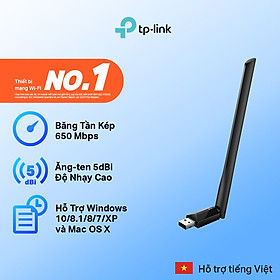 tp-link
Thiết bị
mạng Wi-Fi
NO.1
Băng Tần Kép
650 Mbps
5
dBi
Ăng-ten 5dBi
Độ Nhạy Cao
Hỗ Trợ Windows
10/8.1/8/7/XP
và Mac OS X
Hỗ trợ tiếng Việt